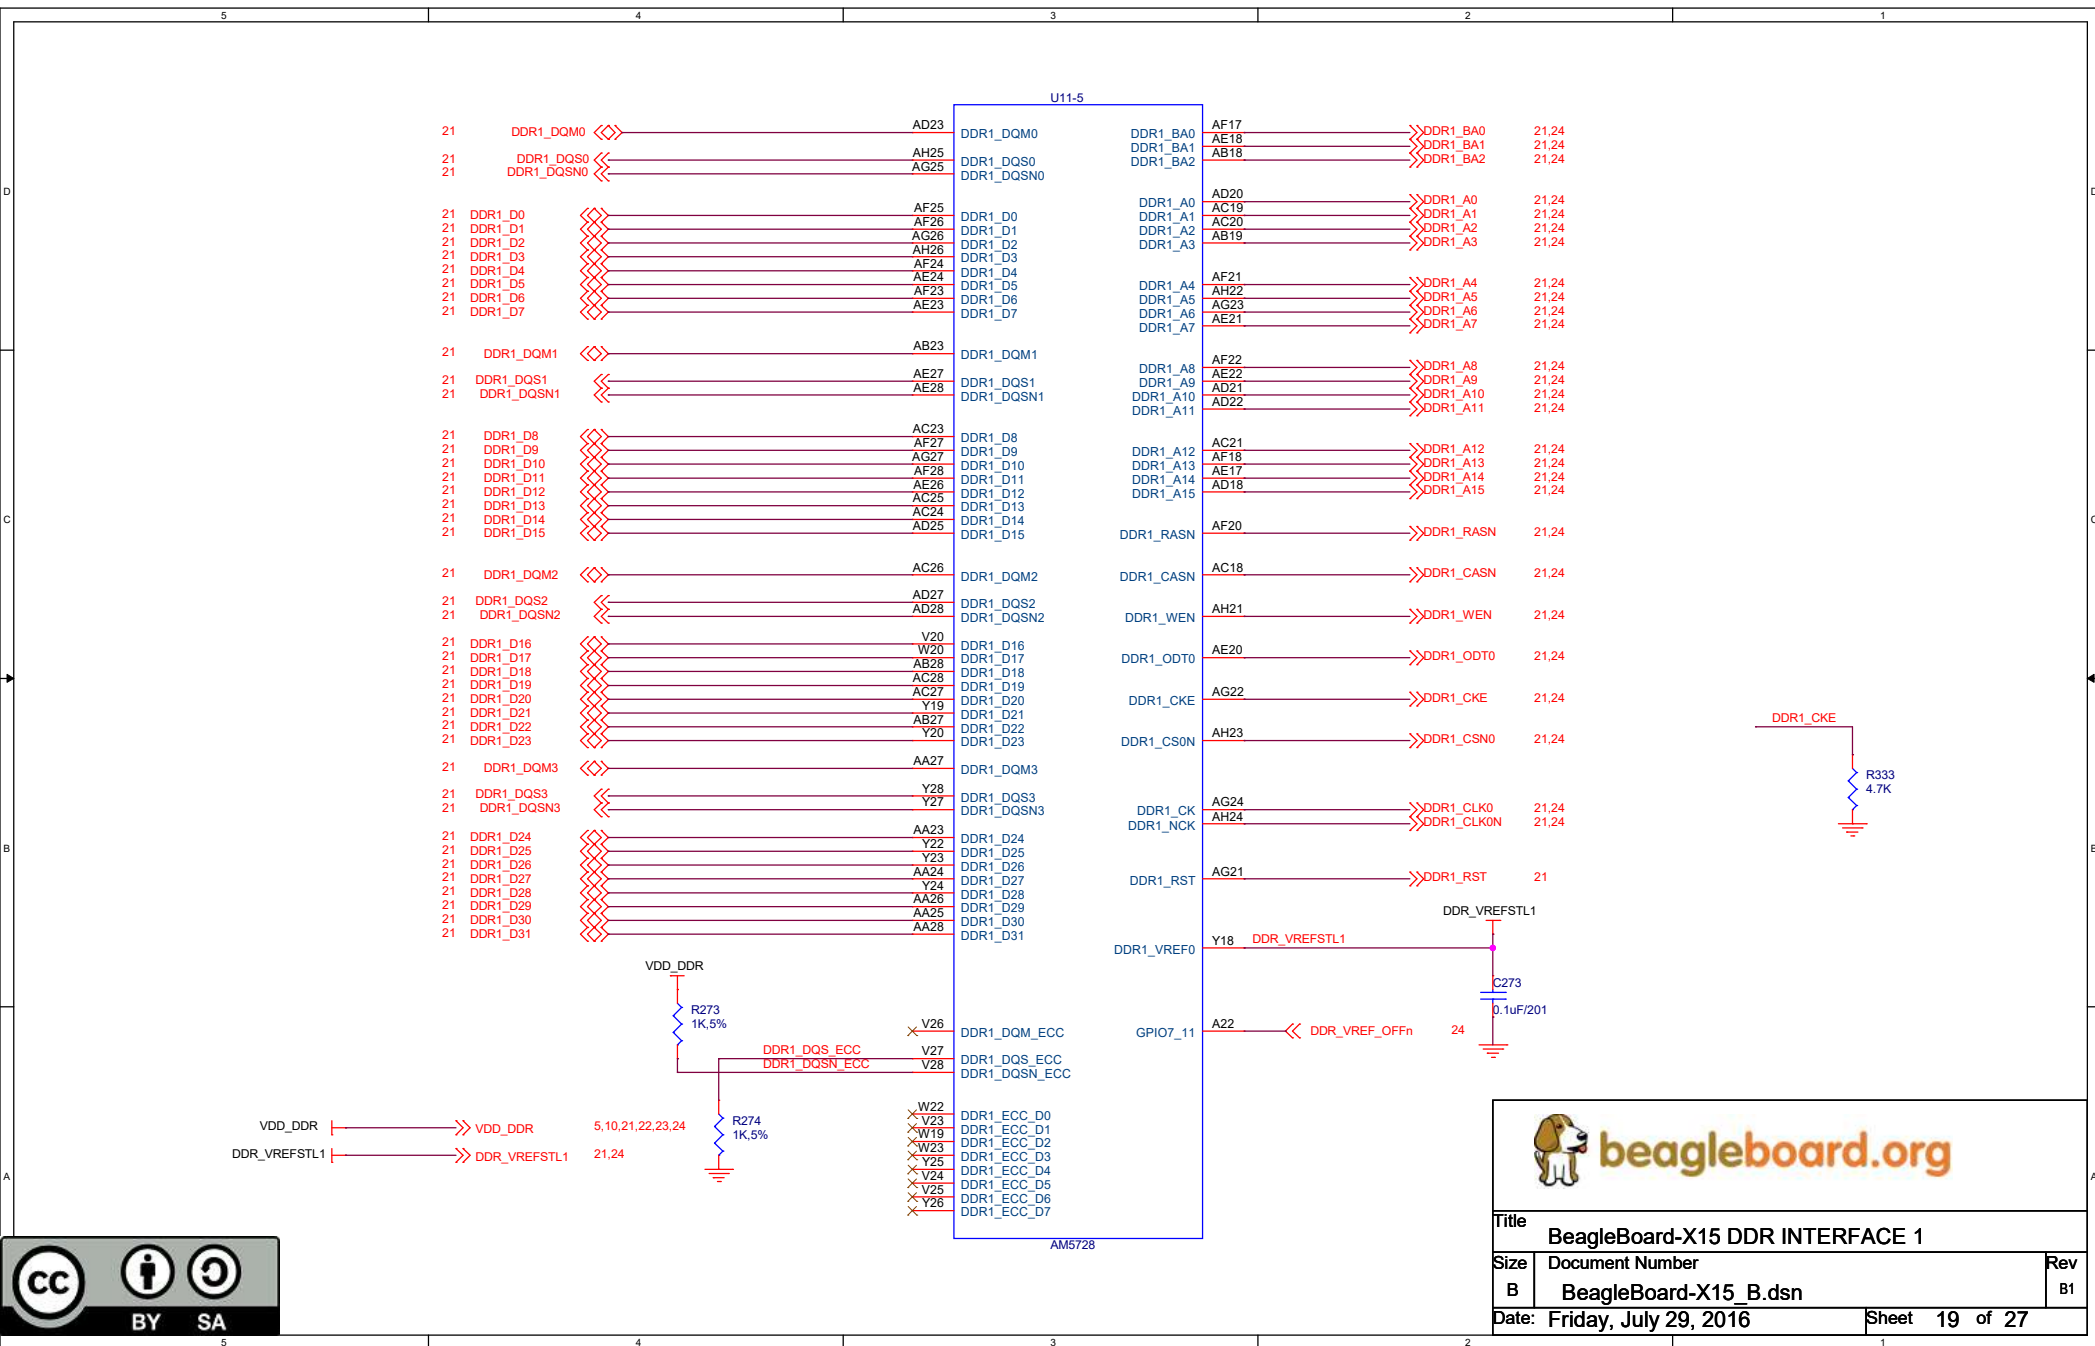 5 4 3 2 1
U11-5
21 DDR1_DQM0 AD23 DDR1_DQM0
21 DDR1_DQS0 AH25 DDR1_DQS0
21 DDR1_DQSN0 AG25 DDR1_DQSN0
21 DDR1_D0 AF25 DDR1_D0
21 DDR1_D1 AF26 DDR1_D1
21 DDR1_D2 AG26 DDR1_D2
21 DDR1_D3 AH26 DDR1_D3
21 DDR1_D4 AF24 DDR1_D4
21 DDR1_D5 AE24 DDR1_D5
21 DDR1_D6 AF23 DDR1_D6
21 DDR1_D7 AE23 DDR1_D7
21 DDR1_DQM1 AB23 DDR1_DQM1
21 DDR1_DQS1 AE27 DDR1_DQS1
21 DDR1_DQSN1 AE28 DDR1_DQSN1
21 DDR1_D8 AC23 DDR1_D8
21 DDR1_D9 AF27 DDR1_D9
21 DDR1_D10 AG27 DDR1_D10
21 DDR1_D11 AF28 DDR1_D11
21 DDR1_D12 AE26 DDR1_D12
21 DDR1_D13 AC25 DDR1_D13
21 DDR1_D14 AC24 DDR1_D14
21 DDR1_D15 AD25 DDR1_D15
21 DDR1_DQM2 AC26 DDR1_DQM2
21 DDR1_DQS2 AD27 DDR1_DQS2
21 DDR1_DQSN2 AD28 DDR1_DQSN2
21 DDR1_D16 V20 DDR1_D16
21 DDR1_D17 W20 DDR1_D17
21 DDR1_D18 AB28 DDR1_D18
21 DDR1_D19 AC28 DDR1_D19
21 DDR1_D20 AC27 DDR1_D20
21 DDR1_D21 Y19 DDR1_D21
21 DDR1_D22 AB27 DDR1_D22
21 DDR1_D23 Y20 DDR1_D23
21 DDR1_DQM3 AA27 DDR1_DQM3
21 DDR1_DQS3 Y28 DDR1_DQS3
21 DDR1_DQSN3 Y27 DDR1_DQSN3
21 DDR1_D24 AA23 DDR1_D24
21 DDR1_D25 Y22 DDR1_D25
21 DDR1_D26 Y23 DDR1_D26
21 DDR1_D27 AA24 DDR1_D27
21 DDR1_D28 Y24 DDR1_D28
21 DDR1_D29 AA26 DDR1_D29
21 DDR1_D30 AA25 DDR1_D30
21 DDR1_D31 AA28 DDR1_D31
VDD_DDR
R273
1K,5%
V26 DDR1_DQM_ECC
DDR1_DQS_ECC V27 DDR1_DQS_ECC
DDR1_DQSN_ECC V28 DDR1_DQSN_ECC
R274
1K,5%
W22 DDR1_ECC_D0
V23 DDR1_ECC_D1
W19 DDR1_ECC_D2
W23 DDR1_ECC_D3
Y25 DDR1_ECC_D4
V24 DDR1_ECC_D5
V25 DDR1_ECC_D6
Y26 DDR1_ECC_D7
VDD_DDR VDD_DDR 5,10,21,22,23,24
DDR_VREFSTL1 DDR_VREFSTL1 21,24
DDR1_BA0 AF17 DDR1_BA0 21,24
DDR1_BA1 AE18 DDR1_BA1 21,24
DDR1_BA2 AB18 DDR1_BA2 21,24
DDR1_A0 AD20 DDR1_A0 21,24
DDR1_A1 AC19 DDR1_A1 21,24
DDR1_A2 AC20 DDR1_A2 21,24
DDR1_A3 AB19 DDR1_A3 21,24
DDR1_A4 AF21 DDR1_A4 21,24
DDR1_A5 AH22 DDR1_A5 21,24
DDR1_A6 AG23 DDR1_A6 21,24
DDR1_A7 AE21 DDR1_A7 21,24
DDR1_A8 AF22 DDR1_A8 21,24
DDR1_A9 AE22 DDR1_A9 21,24
DDR1_A10 AD21 DDR1_A10 21,24
DDR1_A11 AD22 DDR1_A11 21,24
DDR1_A12 AC21 DDR1_A12 21,24
DDR1_A13 AF18 DDR1_A13 21,24
DDR1_A14 AE17 DDR1_A14 21,24
DDR1_A15 AD18 DDR1_A15 21,24
DDR1_RASN AF20 DDR1_RASN 21,24
DDR1_CASN AC18 DDR1_CASN 21,24
DDR1_WEN AH21 DDR1_WEN 21,24
DDR1_ODT0 AE20 DDR1_ODT0 21,24
DDR1_CKE AG22 DDR1_CKE 21,24
DDR1_CS0N AH23 DDR1_CSN0 21,24
DDR1_CK AG24 DDR1_CLK0 21,24
DDR1_NCK AH24 DDR1_CLK0N 21,24
DDR1_RST AG21 DDR1_RST 21
DDR_VREFSTL1
DDR1_VREF0 Y18 DDR_VREFSTL1
C273
0.1uF/201
GPIO7_11 A22 DDR_VREF_OFFn 24
DDR1_CKE
R333
4.7K
AM5728
D D
C C
B B
A A
beagleboard.org
Title
BeagleBoard-X15 DDR INTERFACE 1
Size Document Number Rev
B BeagleBoard-X15_B.dsn B1
Date: Friday, July 29, 2016 Sheet 19 of 27
cc
BY SA
5 4 3 2 1